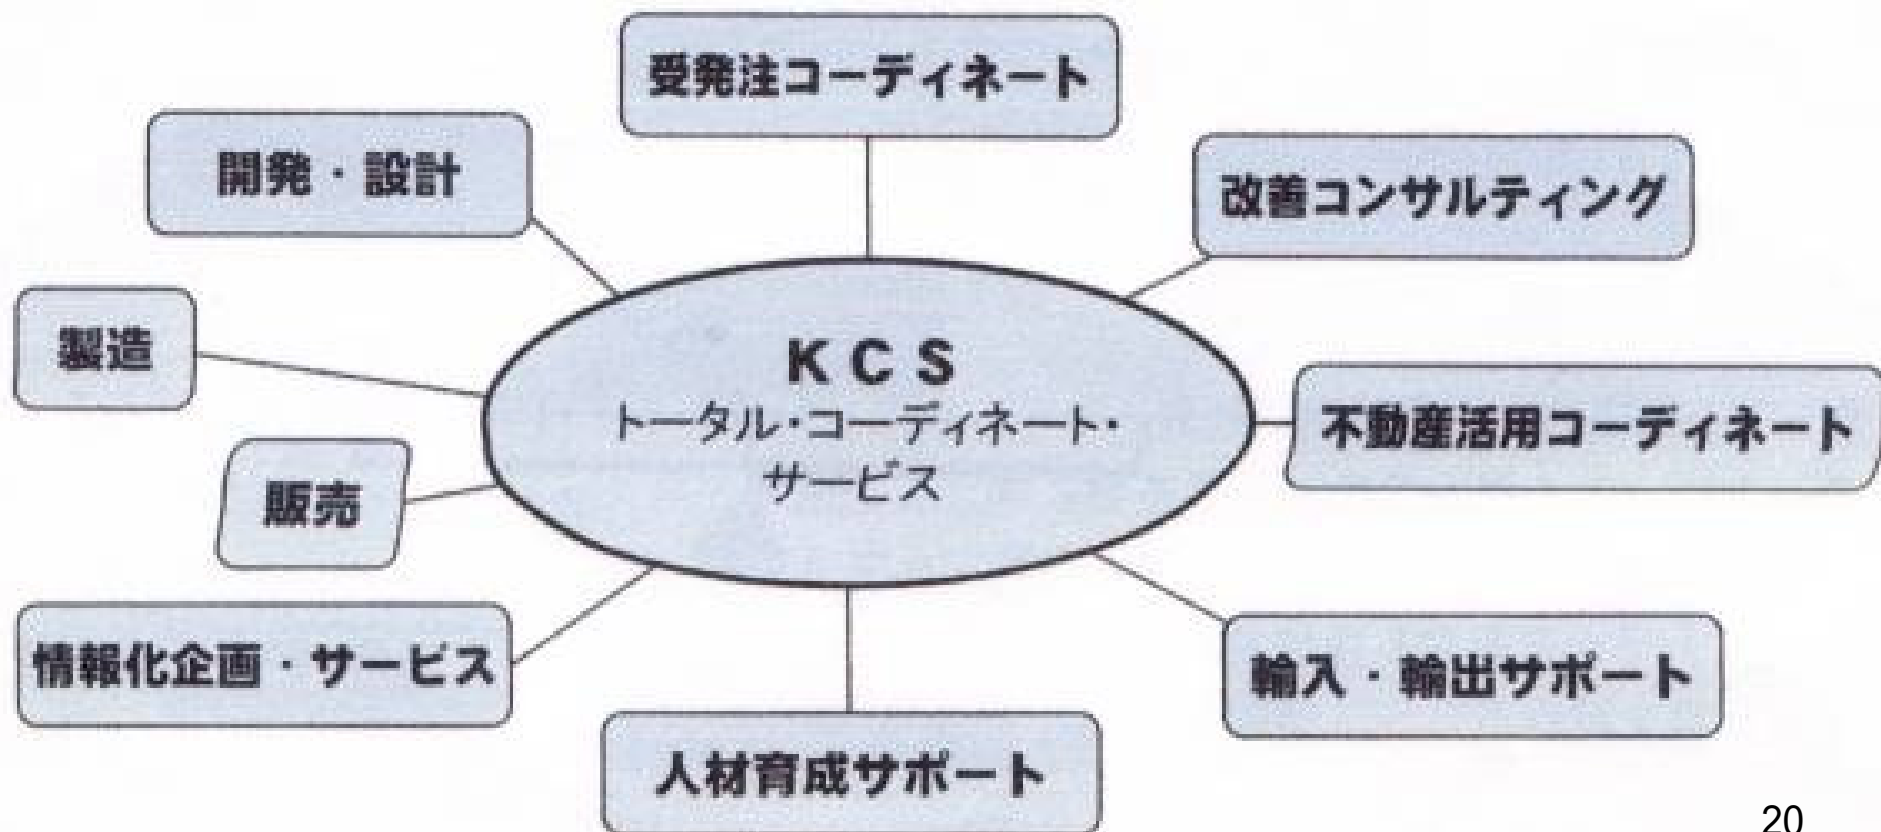 受発注コーディネート
開発・設計
改善コンサルティング
製造
KCS
トータル・コーディネート・
サービス
不動産活用コーディネート
販売
情報化企画・サービス
輸入・輸出サポート
人材育成サポート
20